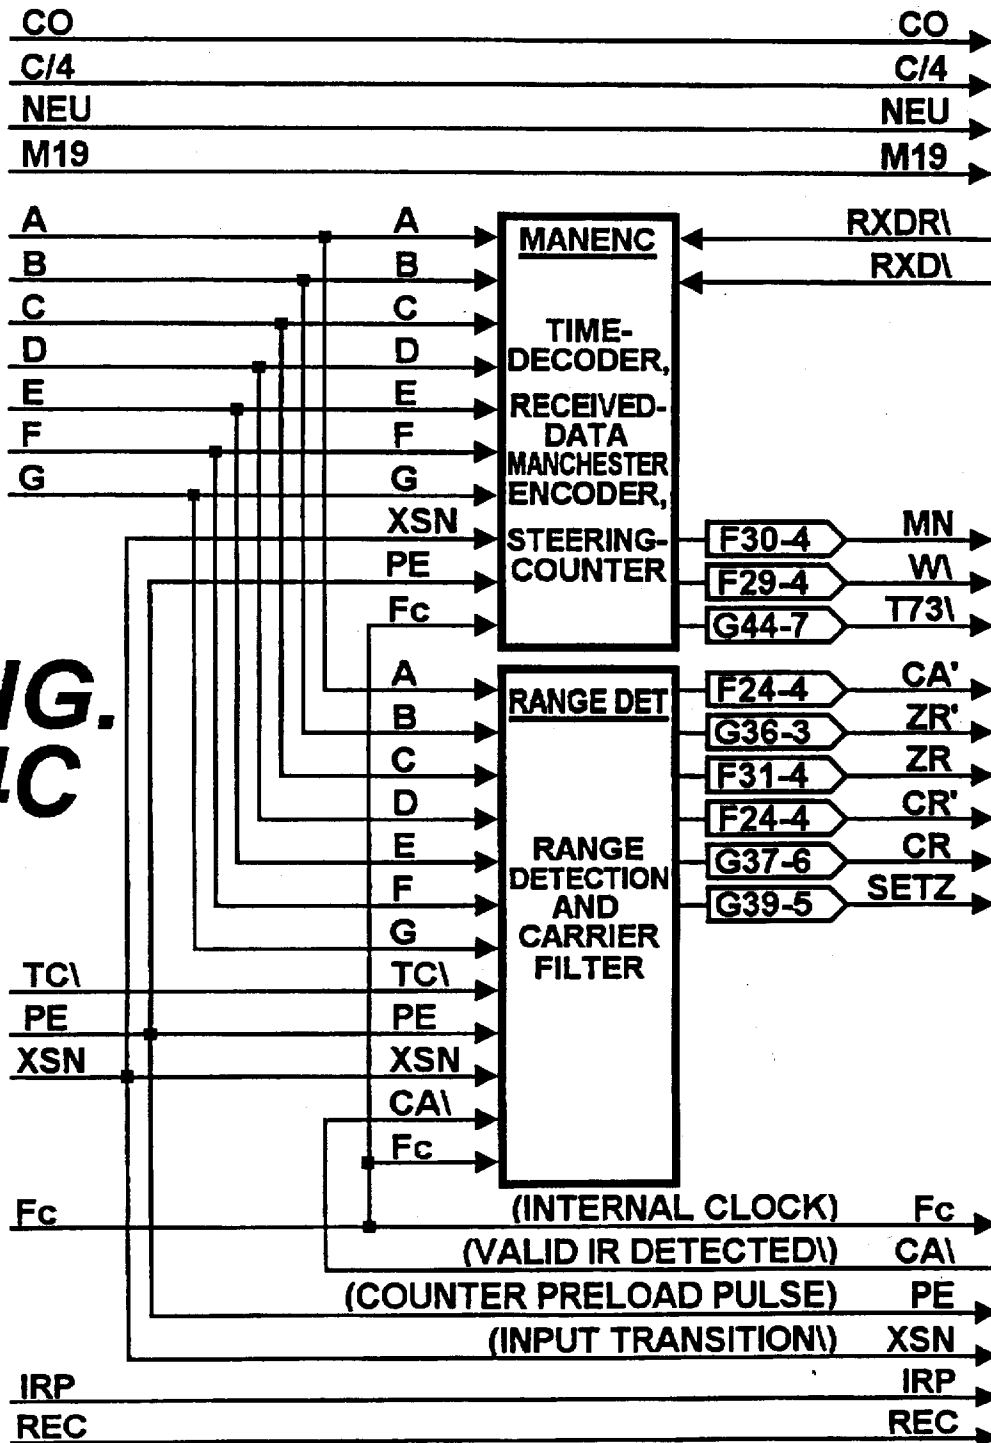 CO CO
C/4 C/4
NEU NEU
M19 M19
A A MANENC RXDR\
B B RXD\
C C TIME-
D D DECODER,
E E RECEIVED-
F F DATA
MANCHESTER
G G ENCODER,
XSN STEERING- F30-4 MN
PE COUNTER F29-4 W\
Fc G44-7 T73\
A RANGE DET F24-4 CA'
B G36-3 ZR'
C F31-4 ZR
D F24-4 CR'
E RANGE G37-6 CR
F DETECTION G39-5 SETZ
AND
G CARRIER
FILTER
TC\ TC\
PE PE
XSN XSN
CA\
Fc
Fc (INTERNAL CLOCK) Fc
(VALID IR DETECTED\) CA\
(COUNTER PRELOAD PULSE) PE
(INPUT TRANSITION\) XSN
IRP IRP
REC REC
IG.
4C